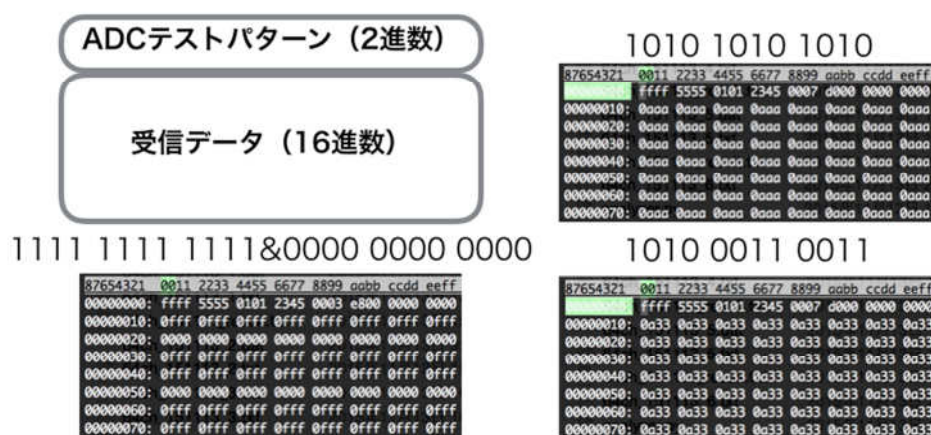 ADCテストパターン（2進数）
受信データ（16進数）
1010 1010 1010
87654321 0011 2233 4455 6677 8899 aabb ccdd eeff
ffff 5555 0101 2345 0007 d000 0000 0000
00000010: 0aaa 0aaa 0aaa 0aaa 0aaa 0aaa 0aaa 0aaa
00000020: 0aaa 0aaa 0aaa 0aaa 0aaa 0aaa 0aaa 0aaa
00000030: 0aaa 0aaa 0aaa 0aaa 0aaa 0aaa 0aaa 0aaa
00000040: 0aaa 0aaa 0aaa 0aaa 0aaa 0aaa 0aaa 0aaa
00000050: 0aaa 0aaa 0aaa 0aaa 0aaa 0aaa 0aaa 0aaa
00000060: 0aaa 0aaa 0aaa 0aaa 0aaa 0aaa 0aaa 0aaa
00000070: 0aaa 0aaa 0aaa 0aaa 0aaa 0aaa 0aaa 0aaa
1111 1111 1111&0000 0000 0000
87654321 0011 2233 4455 6677 8899 aabb ccdd eeff
00000000: ffff 5555 0101 2345 0003 e800 0000 0000
00000010: 0fff 0fff 0fff 0fff 0fff 0fff 0fff 0fff
00000020: 0000 0000 0000 0000 0000 0000 0000 0000
00000030: 0fff 0fff 0fff 0fff 0fff 0fff 0fff 0fff
00000040: 0fff 0fff 0fff 0fff 0fff 0fff 0fff 0fff
00000050: 0000 0000 0000 0000 0000 0000 0000 0000
00000060: 0fff 0fff 0fff 0fff 0fff 0fff 0fff 0fff
00000070: 0fff 0fff 0fff 0fff 0fff 0fff 0fff 0fff
1010 0011 0011
87654321 0011 2233 4455 6677 8899 aabb ccdd eeff
ffff 5555 0101 2345 0007 d000 0000 0000
00000010: 0a33 0a33 0a33 0a33 0a33 0a33 0a33 0a33
00000020: 0a33 0a33 0a33 0a33 0a33 0a33 0a33 0a33
00000030: 0a33 0a33 0a33 0a33 0a33 0a33 0a33 0a33
00000040: 0a33 0a33 0a33 0a33 0a33 0a33 0a33 0a33
00000050: 0a33 0a33 0a33 0a33 0a33 0a33 0a33 0a33
00000060: 0a33 0a33 0a33 0a33 0a33 0a33 0a33 0a33
00000070: 0a33 0a33 0a33 0a33 0a33 0a33 0a33 0a33